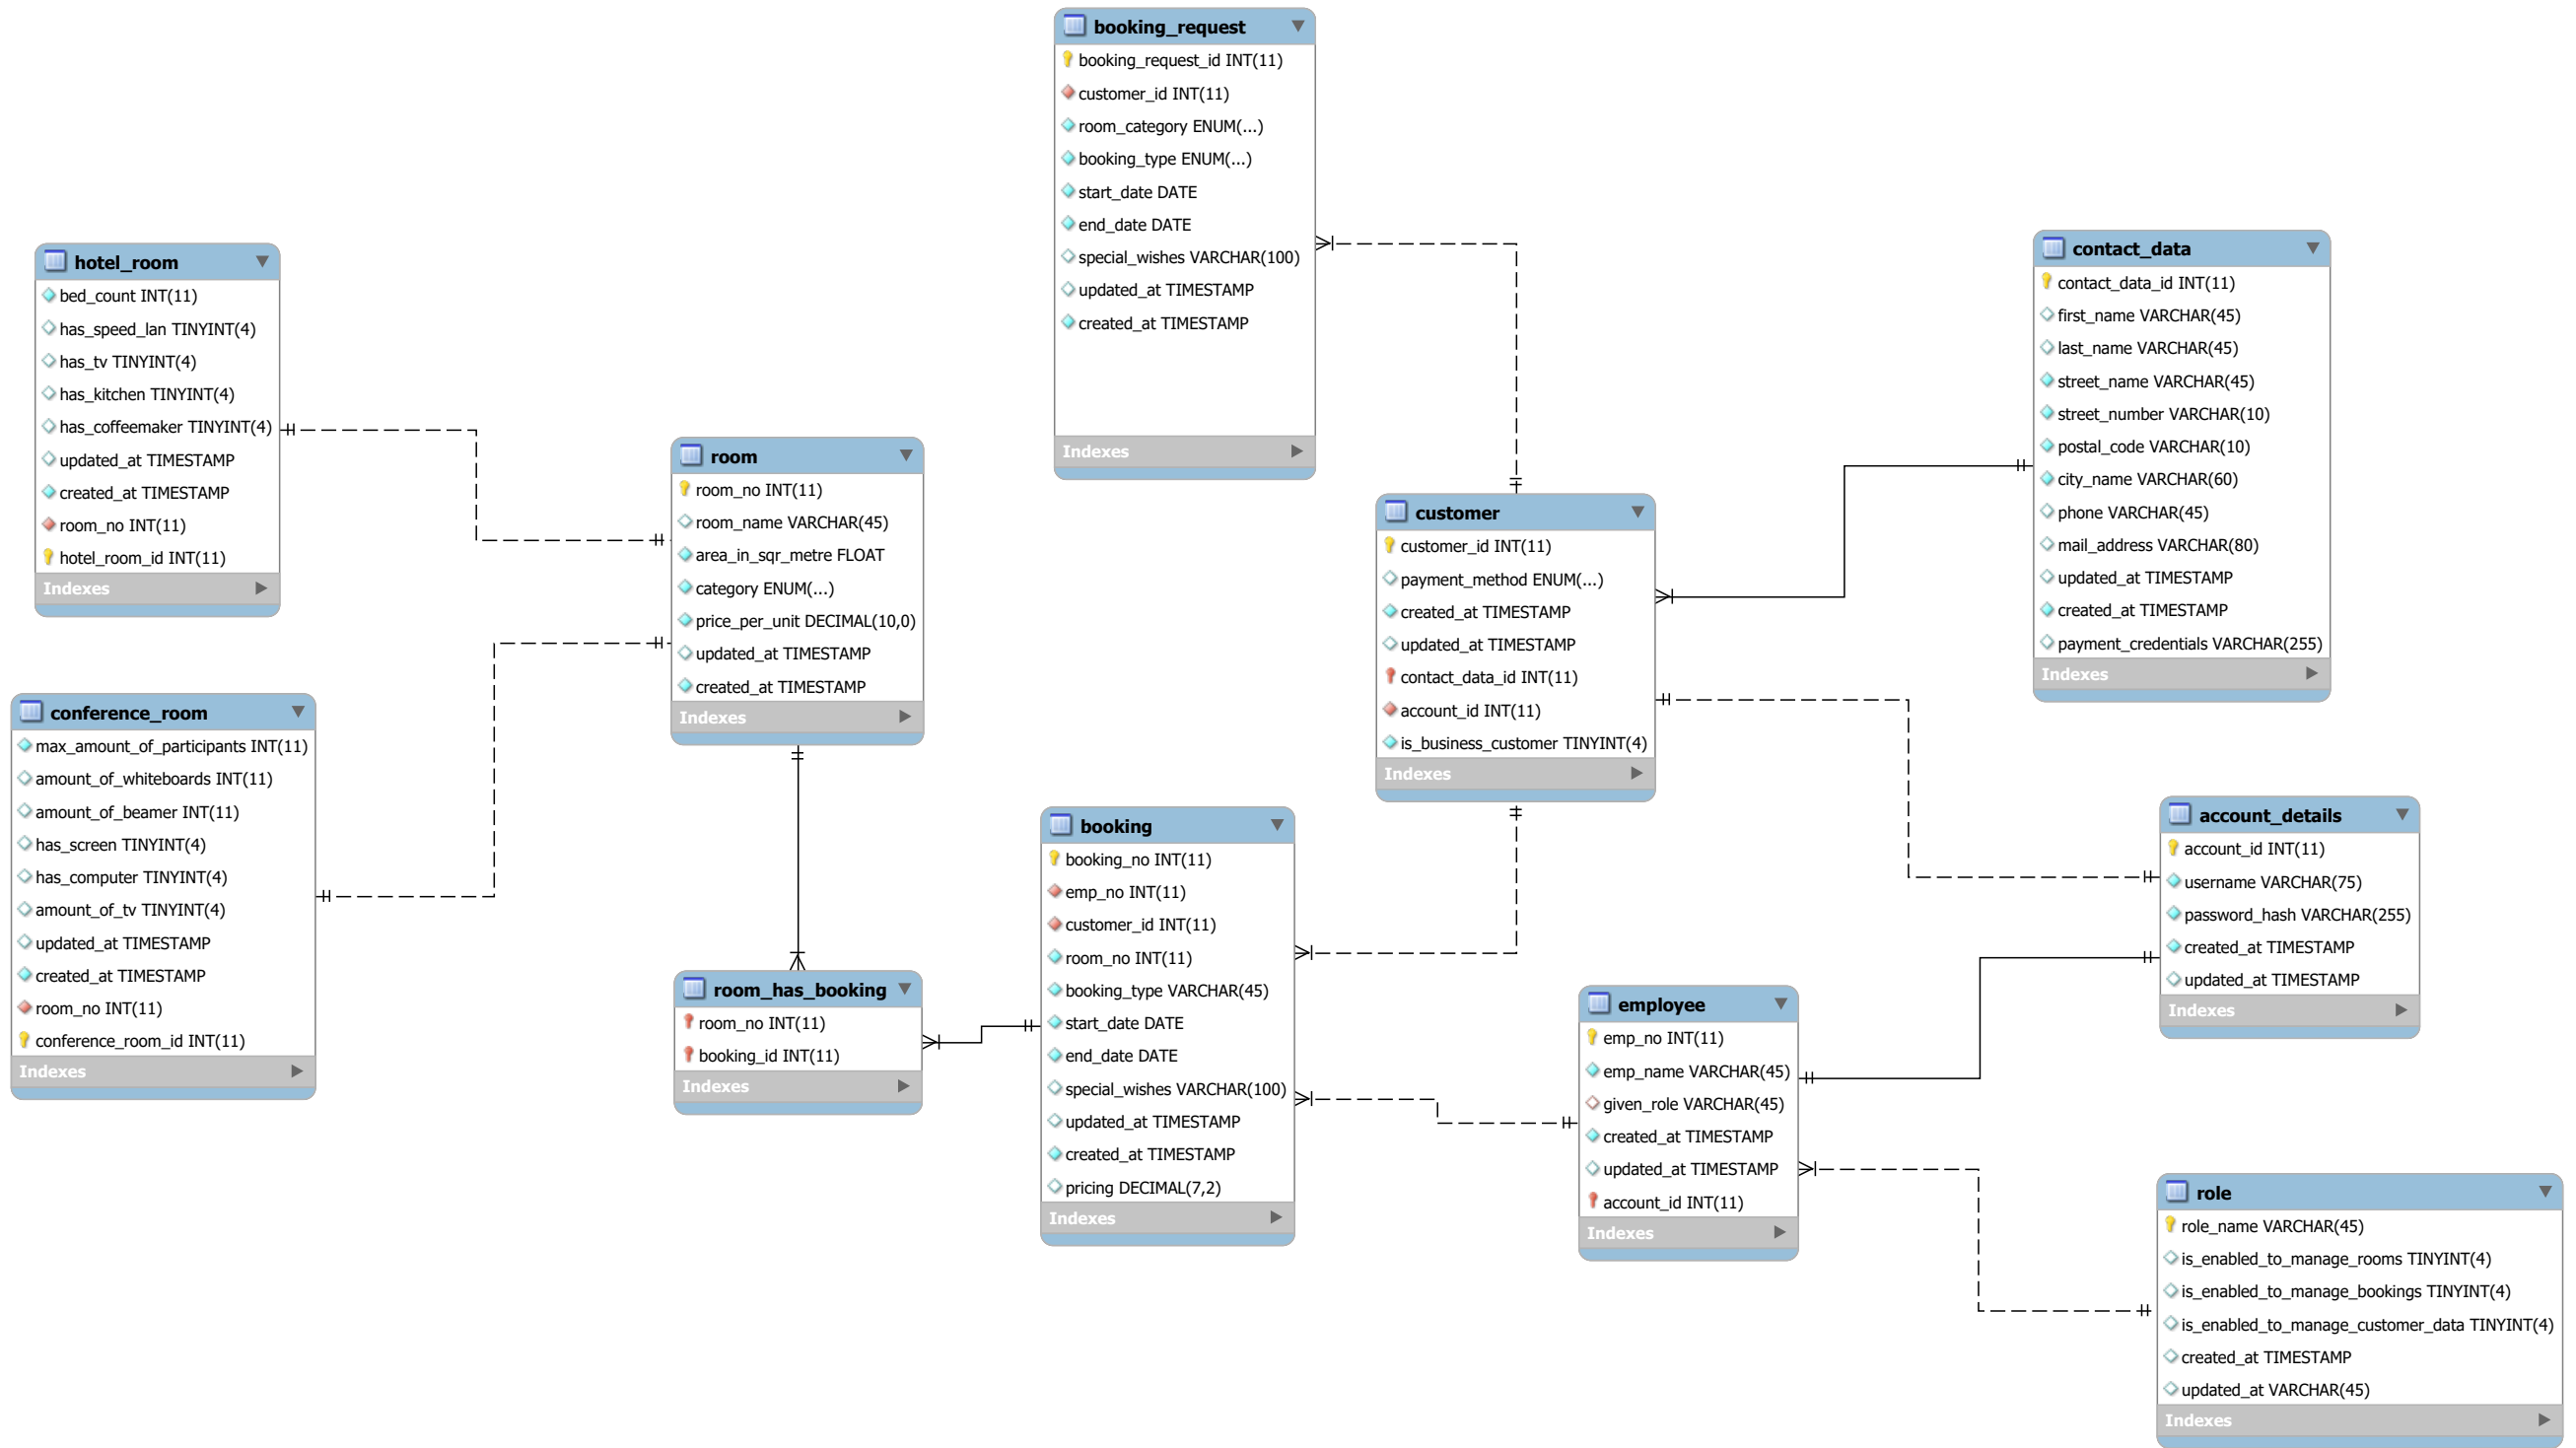 booking_request
booking_request_id INT(11)
customer_id INT(11)
room_category ENUM(...)
booking_type ENUM(...)
start_date DATE
end_date DATE
special_wishes VARCHAR(100)
updated_at TIMESTAMP
created_at TIMESTAMP
Indexes
hotel_room
bed_count INT(11)
has_speed_lan TINYINT(4)
has_tv TINYINT(4)
has_kitchen TINYINT(4)
has_coffeemaker TINYINT(4)
updated_at TIMESTAMP
created_at TIMESTAMP
room_no INT(11)
hotel_room_id INT(11)
Indexes
contact_data
contact_data_id INT(11)
first_name VARCHAR(45)
last_name VARCHAR(45)
street_name VARCHAR(45)
street_number VARCHAR(10)
postal_code VARCHAR(10)
city_name VARCHAR(60)
phone VARCHAR(45)
mail_address VARCHAR(80)
updated_at TIMESTAMP
created_at TIMESTAMP
payment_credentials VARCHAR(255)
Indexes
room
room_no INT(11)
room_name VARCHAR(45)
area_in_sqr_metre FLOAT
category ENUM(...)
price_per_unit DECIMAL(10,0)
updated_at TIMESTAMP
created_at TIMESTAMP
Indexes
customer
customer_id INT(11)
payment_method ENUM(...)
created_at TIMESTAMP
updated_at TIMESTAMP
contact_data_id INT(11)
account_id INT(11)
is_business_customer TINYINT(4)
Indexes
conference_room
max_amount_of_participants INT(11)
amount_of_whiteboards INT(11)
amount_of_beamer INT(11)
has_screen TINYINT(4)
has_computer TINYINT(4)
amount_of_tv TINYINT(4)
updated_at TIMESTAMP
created_at TIMESTAMP
room_no INT(11)
conference_room_id INT(11)
Indexes
booking
booking_no INT(11)
emp_no INT(11)
customer_id INT(11)
room_no INT(11)
booking_type VARCHAR(45)
start_date DATE
end_date DATE
special_wishes VARCHAR(100)
updated_at TIMESTAMP
created_at TIMESTAMP
pricing DECIMAL(7,2)
Indexes
account_details
account_id INT(11)
username VARCHAR(75)
password_hash VARCHAR(255)
created_at TIMESTAMP
updated_at TIMESTAMP
Indexes
room_has_booking
room_no INT(11)
booking_id INT(11)
Indexes
employee
emp_no INT(11)
emp_name VARCHAR(45)
given_role VARCHAR(45)
created_at TIMESTAMP
updated_at TIMESTAMP
account_id INT(11)
Indexes
role
role_name VARCHAR(45)
is_enabled_to_manage_rooms TINYINT(4)
is_enabled_to_manage_bookings TINYINT(4)
is_enabled_to_manage_customer_data TINYINT(4)
created_at TIMESTAMP
updated_at VARCHAR(45)
Indexes